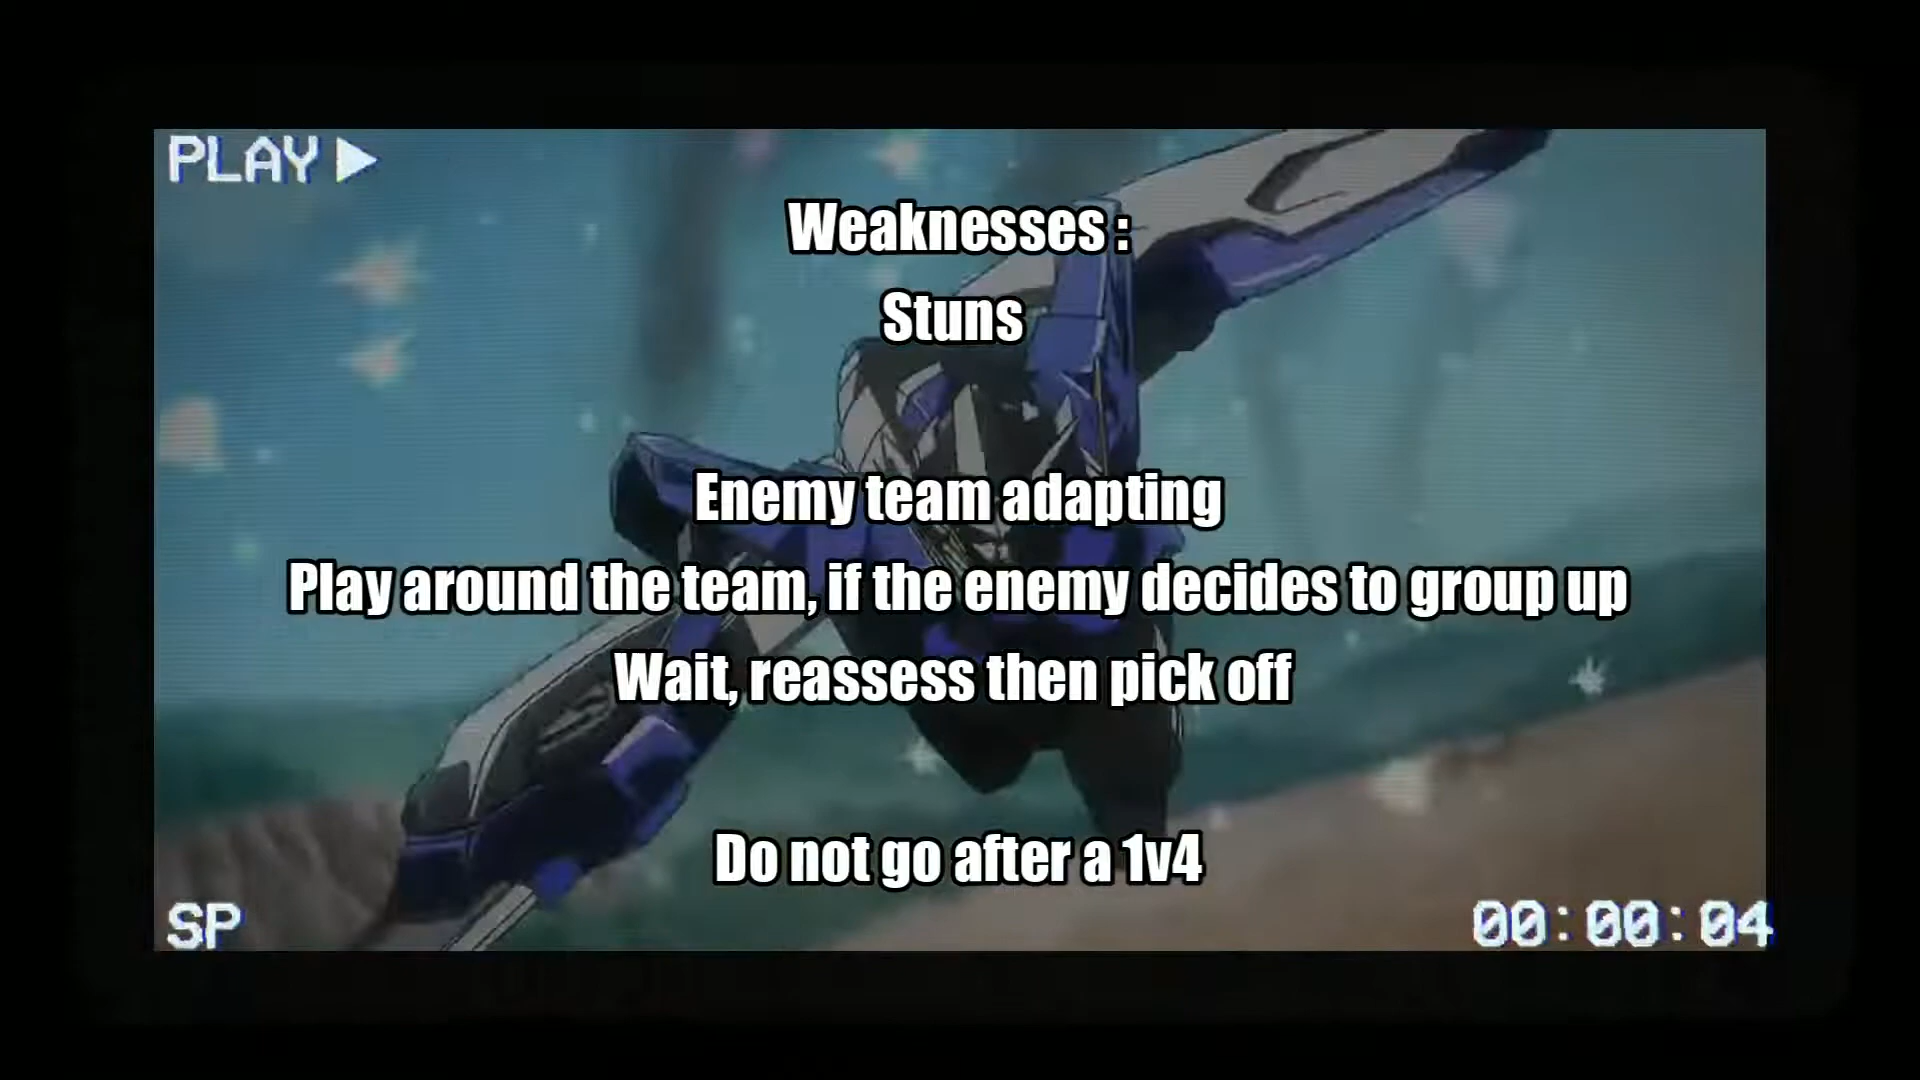 PLAY
Weaknesses :
Stuns
Enemy team adapting
Play around the team, if the enemy decides to group up
Wait, reassess then pick off
Do not go after a 1v4
SP
00:00:04